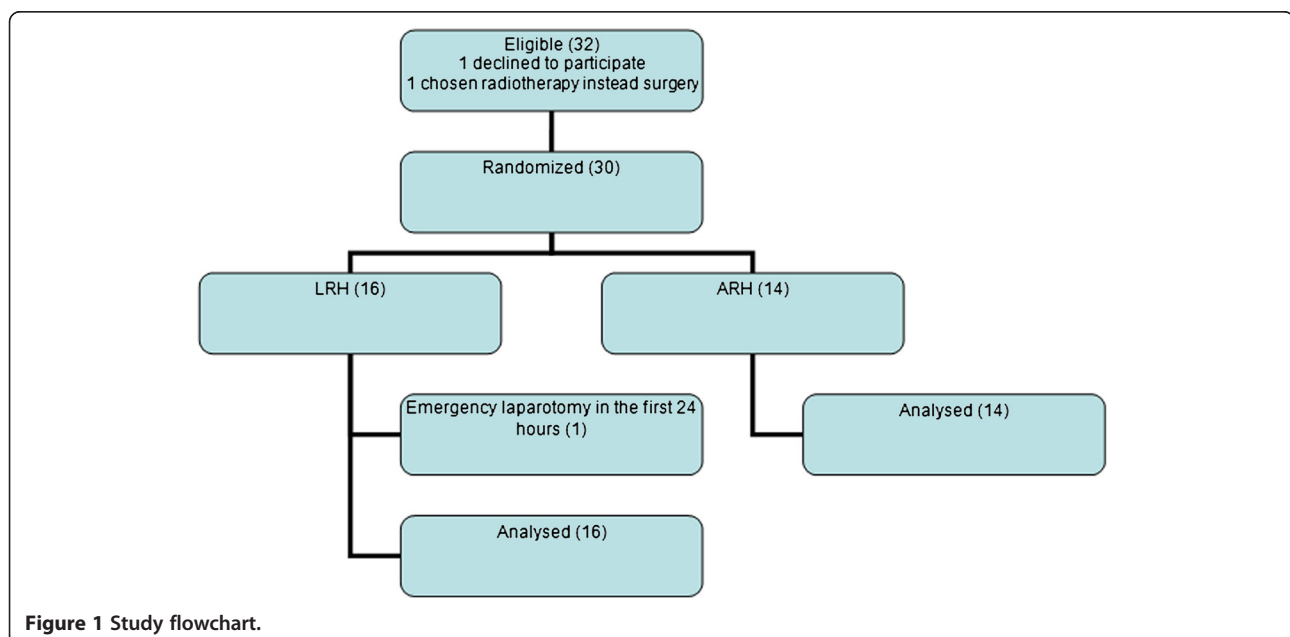 Eligible (32)
1 declined to participate
1 chosen radiotherapy instead surgery
Randomized (30)
LRH (16)
ARH (14)
Emergency laparotomy in the first 24
hours (1)
Analysed (14)
Analysed (16)
Figure 1 Study flowchart.